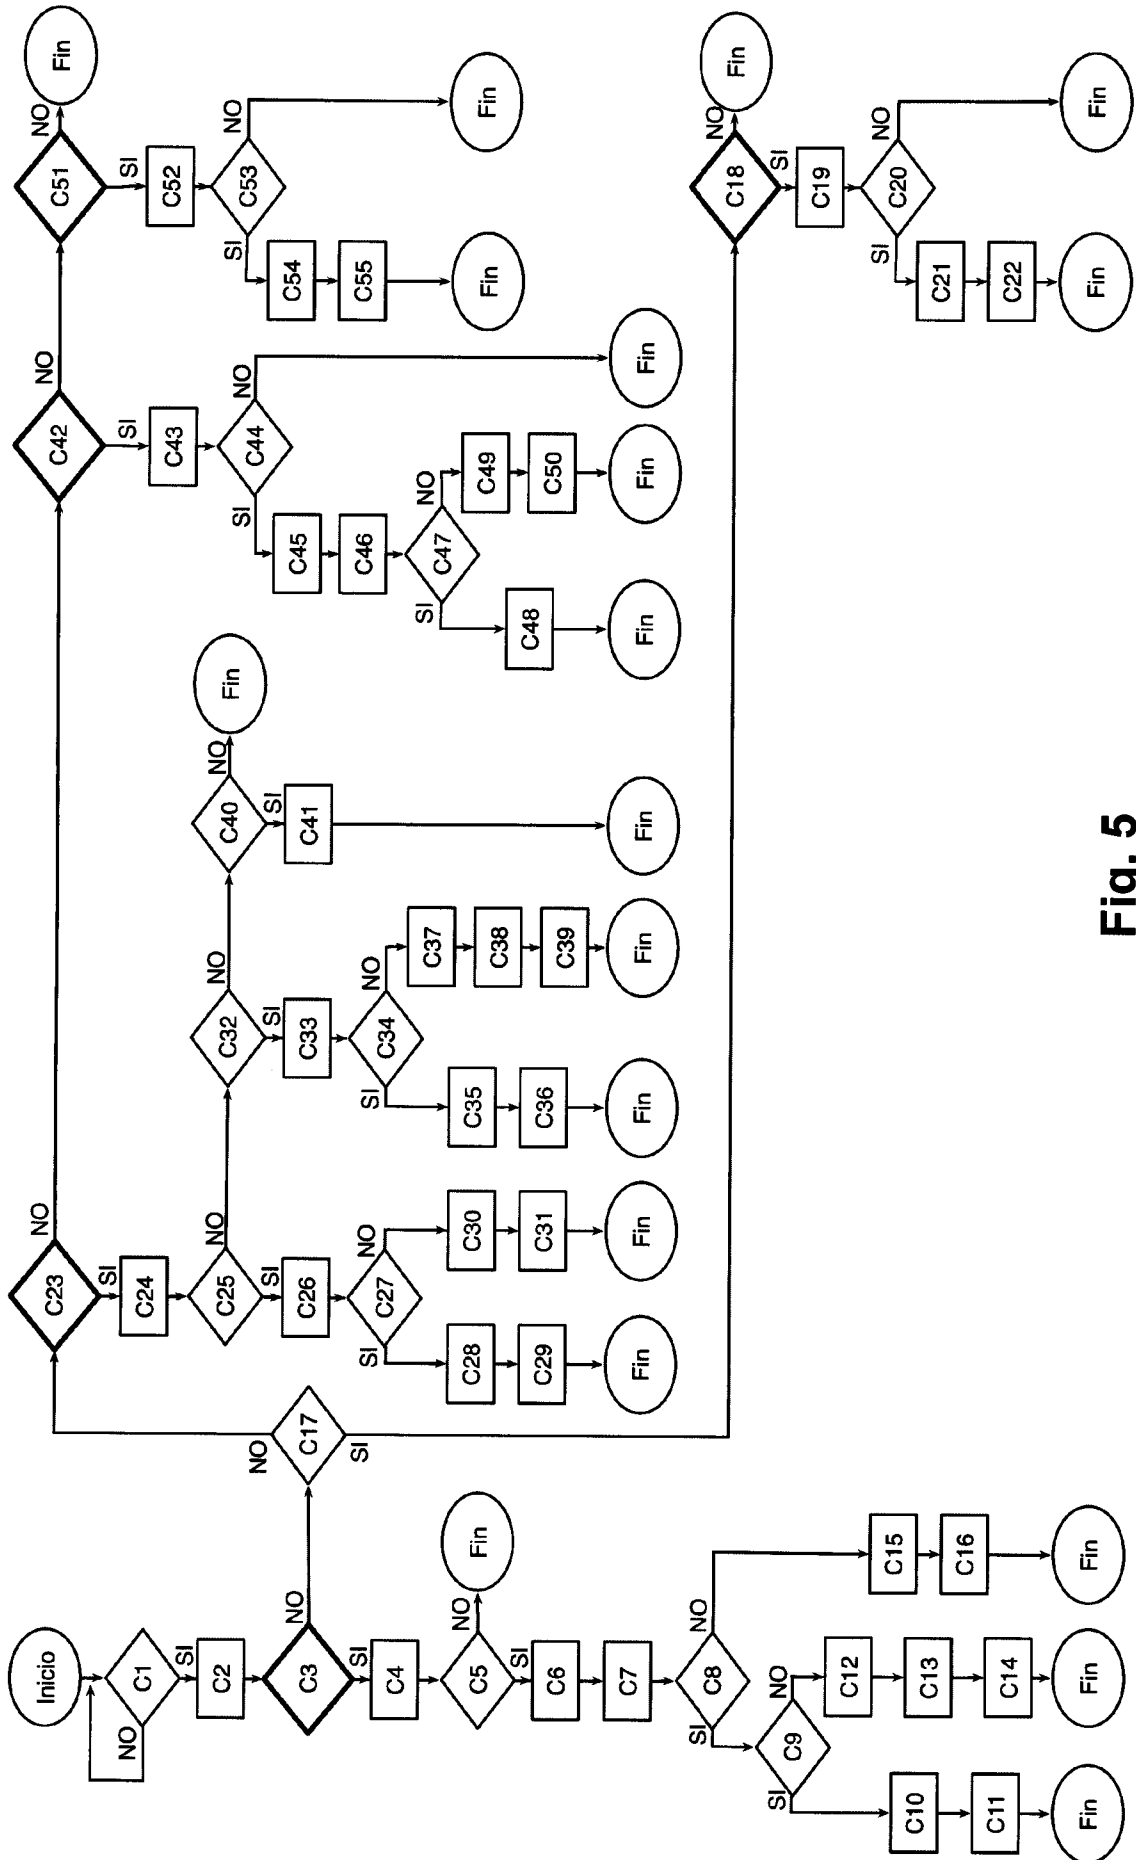 Inicio
C1
NO
SI
C2
C3
NO
SI
C4
C5
NO
Fin
SI
C6
C7
C8
SI
NO
C9
SI
NO
C10
C11
Fin
C12
C13
C14
Fin
C15
C16
Fin
C17
NO
SI
C23
NO
SI
C24
C25
NO
SI
C26
C27
SI
NO
C28
C29
Fin
C30
C31
Fin
C32
NO
SI
C33
C34
SI
NO
C35
C36
Fin
C37
C38
C39
Fin
C40
NO
Fin
SI
C41
Fin
C42
NO
SI
C43
C44
SI
NO
C45
C46
C47
SI
NO
C48
Fin
C49
C50
Fin
Fin
C51
NO
Fin
SI
C52
C53
SI
NO
C54
C55
Fin
Fin
C18
NO
Fin
SI
C19
C20
SI
NO
C21
C22
Fin
Fin
Fig. 5